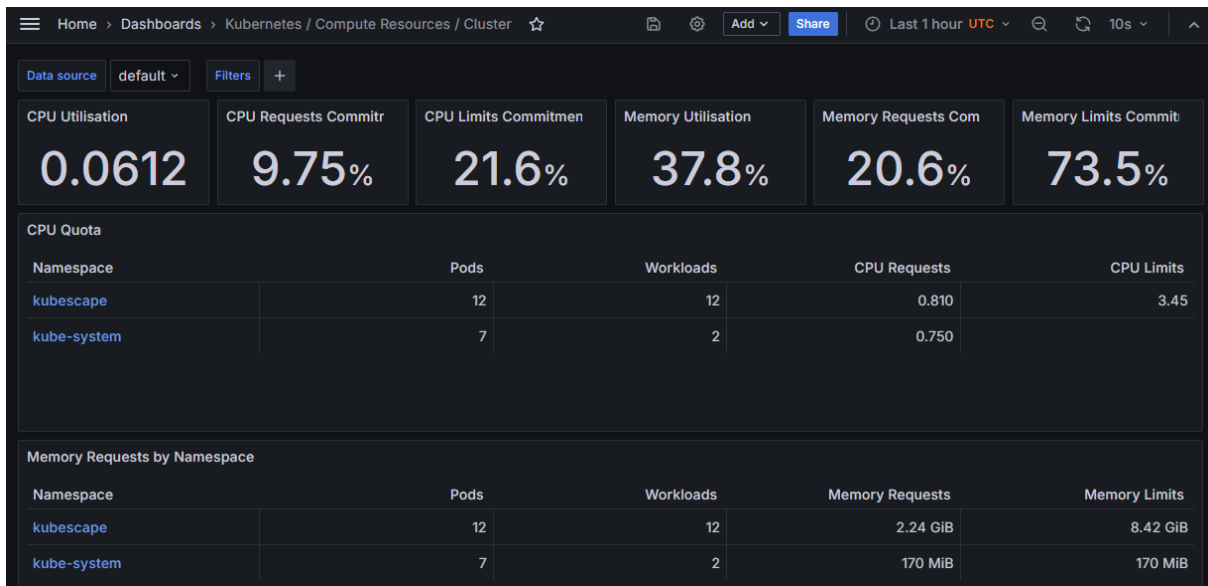 Home > Dashboards > Kubernetes / Compute Resources / Cluster Add Share Last 1 hour UTC 10s
Data source default Filters +
CPU Utilisation CPU Requests Commitr CPU Limits Commitmen Memory Utilisation Memory Requests Com Memory Limits Commit
0.0612 9.75% 21.6% 37.8% 20.6% 73.5%
CPU Quota
Namespace Pods Workloads CPU Requests CPU Limits
kubescape 12 12 0.810 3.45
kube-system 7 2 0.750
Memory Requests by Namespace
Namespace Pods Workloads Memory Requests Memory Limits
kubescape 12 12 2.24 GiB 8.42 GiB
kube-system 7 2 170 MiB 170 MiB